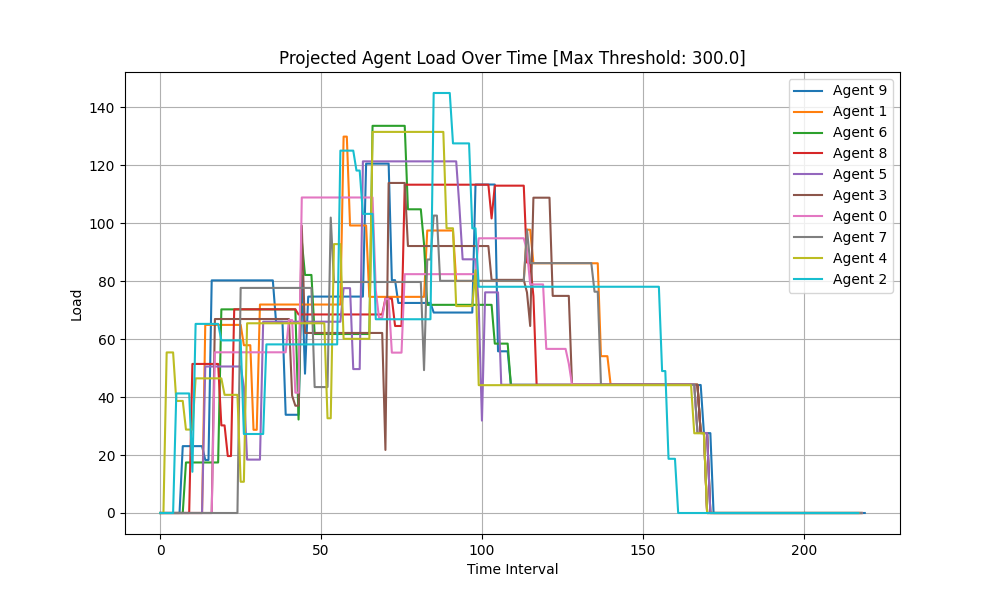 Projected Agent Load Over Time [Max Threshold: 300.0]
Load
140
120
100
80
60
40
20
0
0
50
100
150
200
Time Interval
Agent 9
Agent 1
Agent 6
Agent 8
Agent 5
Agent 3
Agent 0
Agent 7
Agent 4
Agent 2